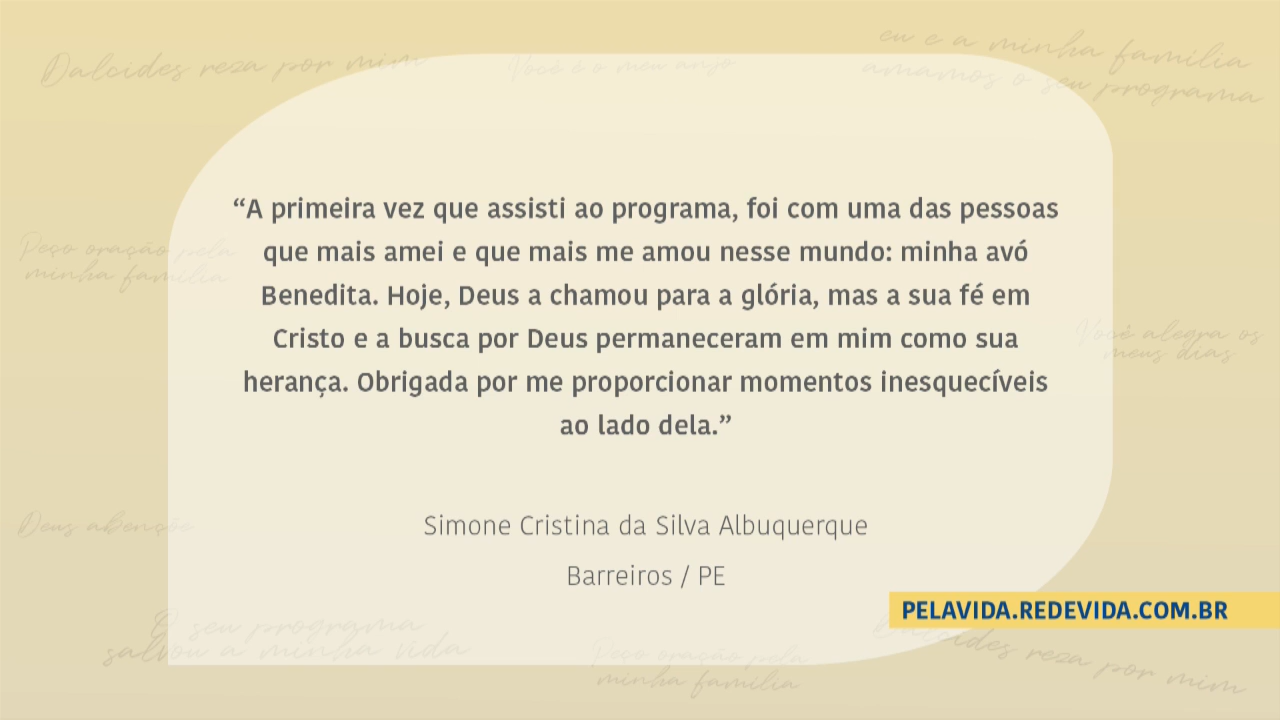 Dalcides reza por mim
Você é o meu anjo
eu e a minha família
amamos o seu programa
“A primeira vez que assisti ao programa, foi com uma das pessoas
que mais amei e que mais me amou nesse mundo: minha avó
Benedita. Hoje, Deus a chamou para a glória, mas a sua fé em
Cristo e a busca por Deus permaneceram em mim como sua
herança. Obrigada por me proporcionar momentos inesquecíveis
ao lado dela.”
Peço oração pela
minha família
Você alegra os
meus dias
Simone Cristina da Silva Albuquerque
Barreiros / PE
Deus
PELAVIDA.REDEVIDA.COM.BR
O seu programa
salvou a minha vida
Peço oração pela
minha família
Dalcides reza por mim